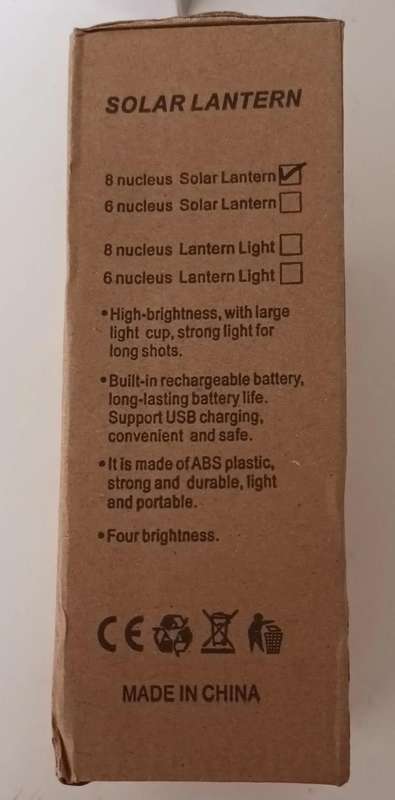 SOLAR LANTERN
8 nucleus Solar Lantern
6 nucleus Solar Lantern
8 nucleus Lantern Light
6 nucleus Lantern Light
•High-brightness, with large
light cup, strong light for
long shots.
•Built-in rechargeable battery,
long-lasting battery life.
Support USB charging,
convenient and safe.
•It is made of ABS plastic,
strong and durable, light
and portable.
•Four brightness.
CE
MADE IN CHINA